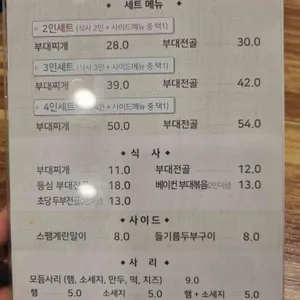 세트 메뉴
2인세트 (식사 2인 + 사이드메뉴 중 택1)
부대찌개 28.0 부대전골 30.0
3인세트 (식사 3인 + 사이드메뉴 중 택1)
부대찌개 39.0 부대전골 42.0
4인세트 (식사 4인 + 사이드메뉴 중 택1)
부대찌개 50.0 부대전골 54.0
식 사
부대찌개 11.0 부대전골 12.0
등심 부대전골 18.0 베이컨 부대볶음 13.0
초당두부전골 13.0
사이드
스팸계란말이 8.0 들기름두부구이 8.0
사 리
모듬사리 (햄, 소세지, 만두, 떡, 치즈) 9.0
햄 5.0 소세지 5.0 햄 + 소세지 5.0